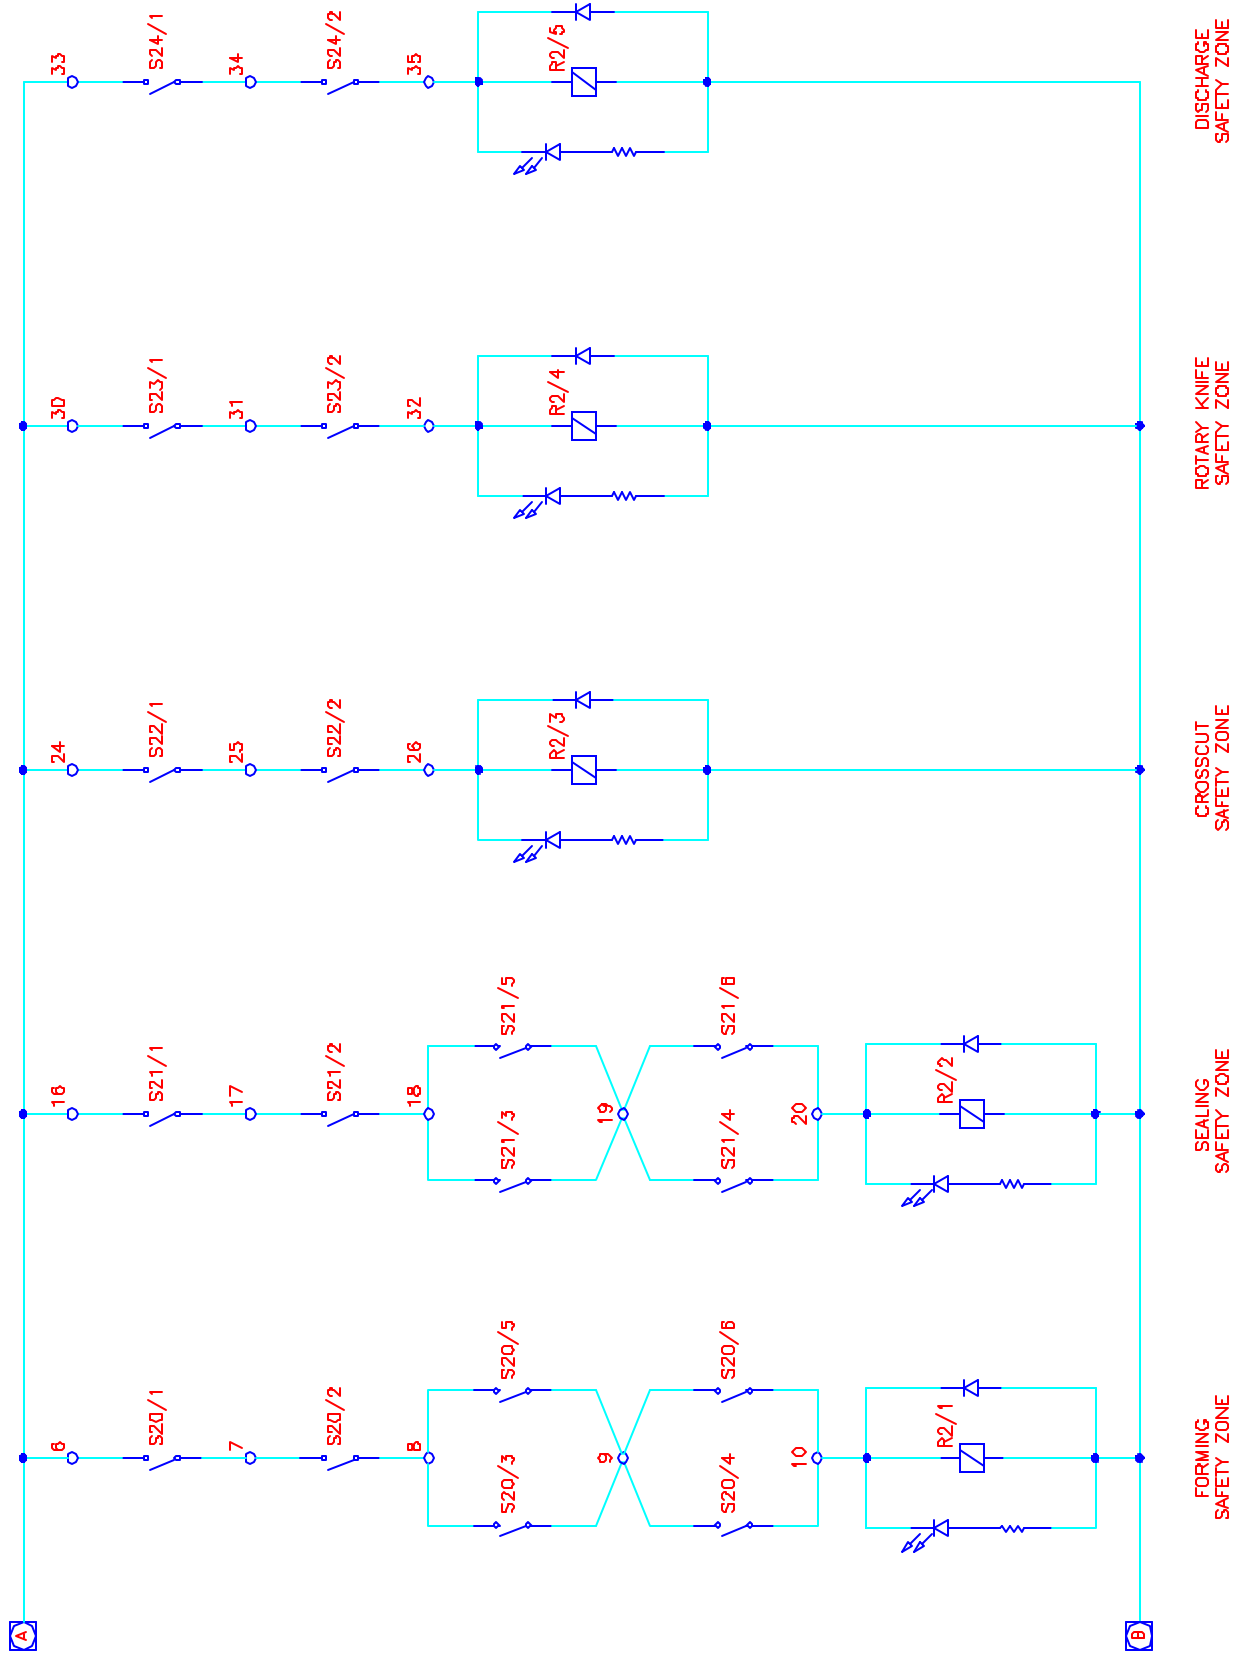 A
6
16
24
30
33
S20/1
S21/1
S22/1
S23/1
S24/1
7
17
25
31
34
S20/2
S21/2
S22/2
S23/2
S24/2
8
18
26
32
35
S20/3
S20/5
S21/3
S21/5
R2/3
R2/4
R2/5
9
19
S20/4
S20/6
S21/4
S21/6
10
20
R2/1
R2/2
B
FORMING
SAFETY ZONE
SEALING
SAFETY ZONE
CROSSCUT
SAFETY ZONE
ROTARY KNIFE
SAFETY ZONE
DISCHARGE
SAFETY ZONE